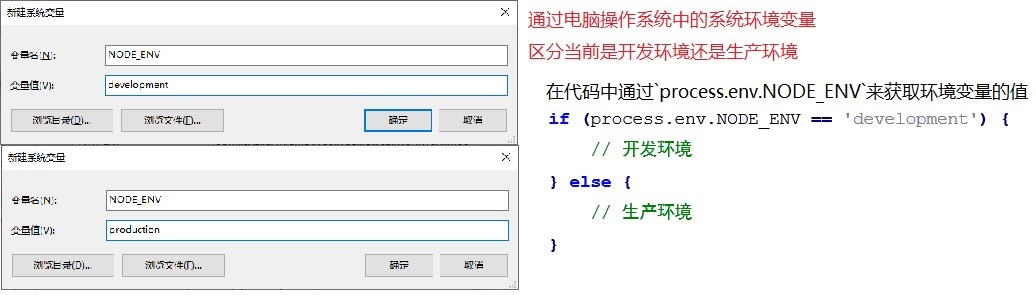 新建系统变量
变量名(N):
NODE_ENV
变量值(V):
development
浏览目录(D)...
浏览文件(F)...
确定
取消
新建系统变量
变量名(N):
NODE_ENV
变量值(V):
production
浏览目录(D)...
浏览文件(F)...
确定
取消
通过电脑操作系统中的系统环境变量
区分当前是开发环境还是生产环境
在代码中通过`process.env.NODE_ENV`来获取环境变量的值
if (process.env.NODE_ENV == 'development') {
// 开发环境
} else {
// 生产环境
}